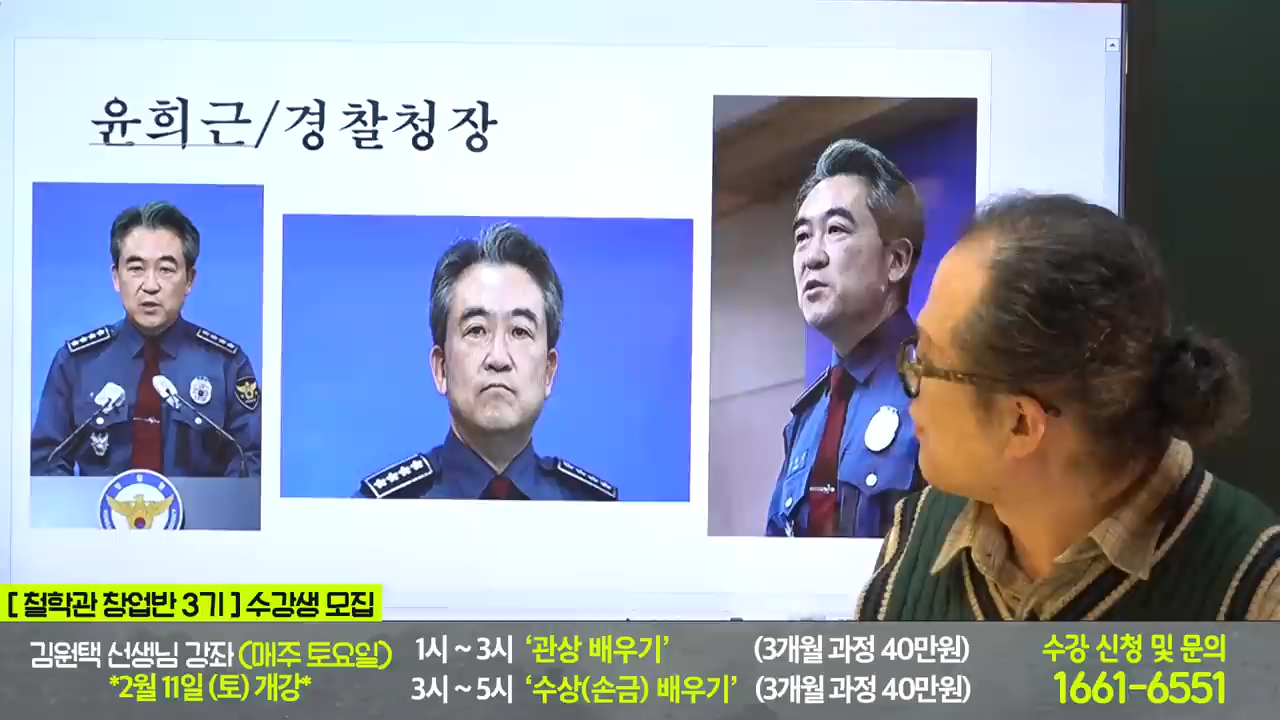 윤희근/경찰청장
[ 철학관 창업반 3기 ] 수강생 모집
김원택 선생님 강좌 (매주 토요일)
*2월 11일 (토) 개강*
1시 ~ 3시 ‘관상 배우기’ (3개월 과정 40만원)
3시 ~ 5시 ‘수상(손금) 배우기’ (3개월 과정 40만원)
수강 신청 및 문의
1661-6551